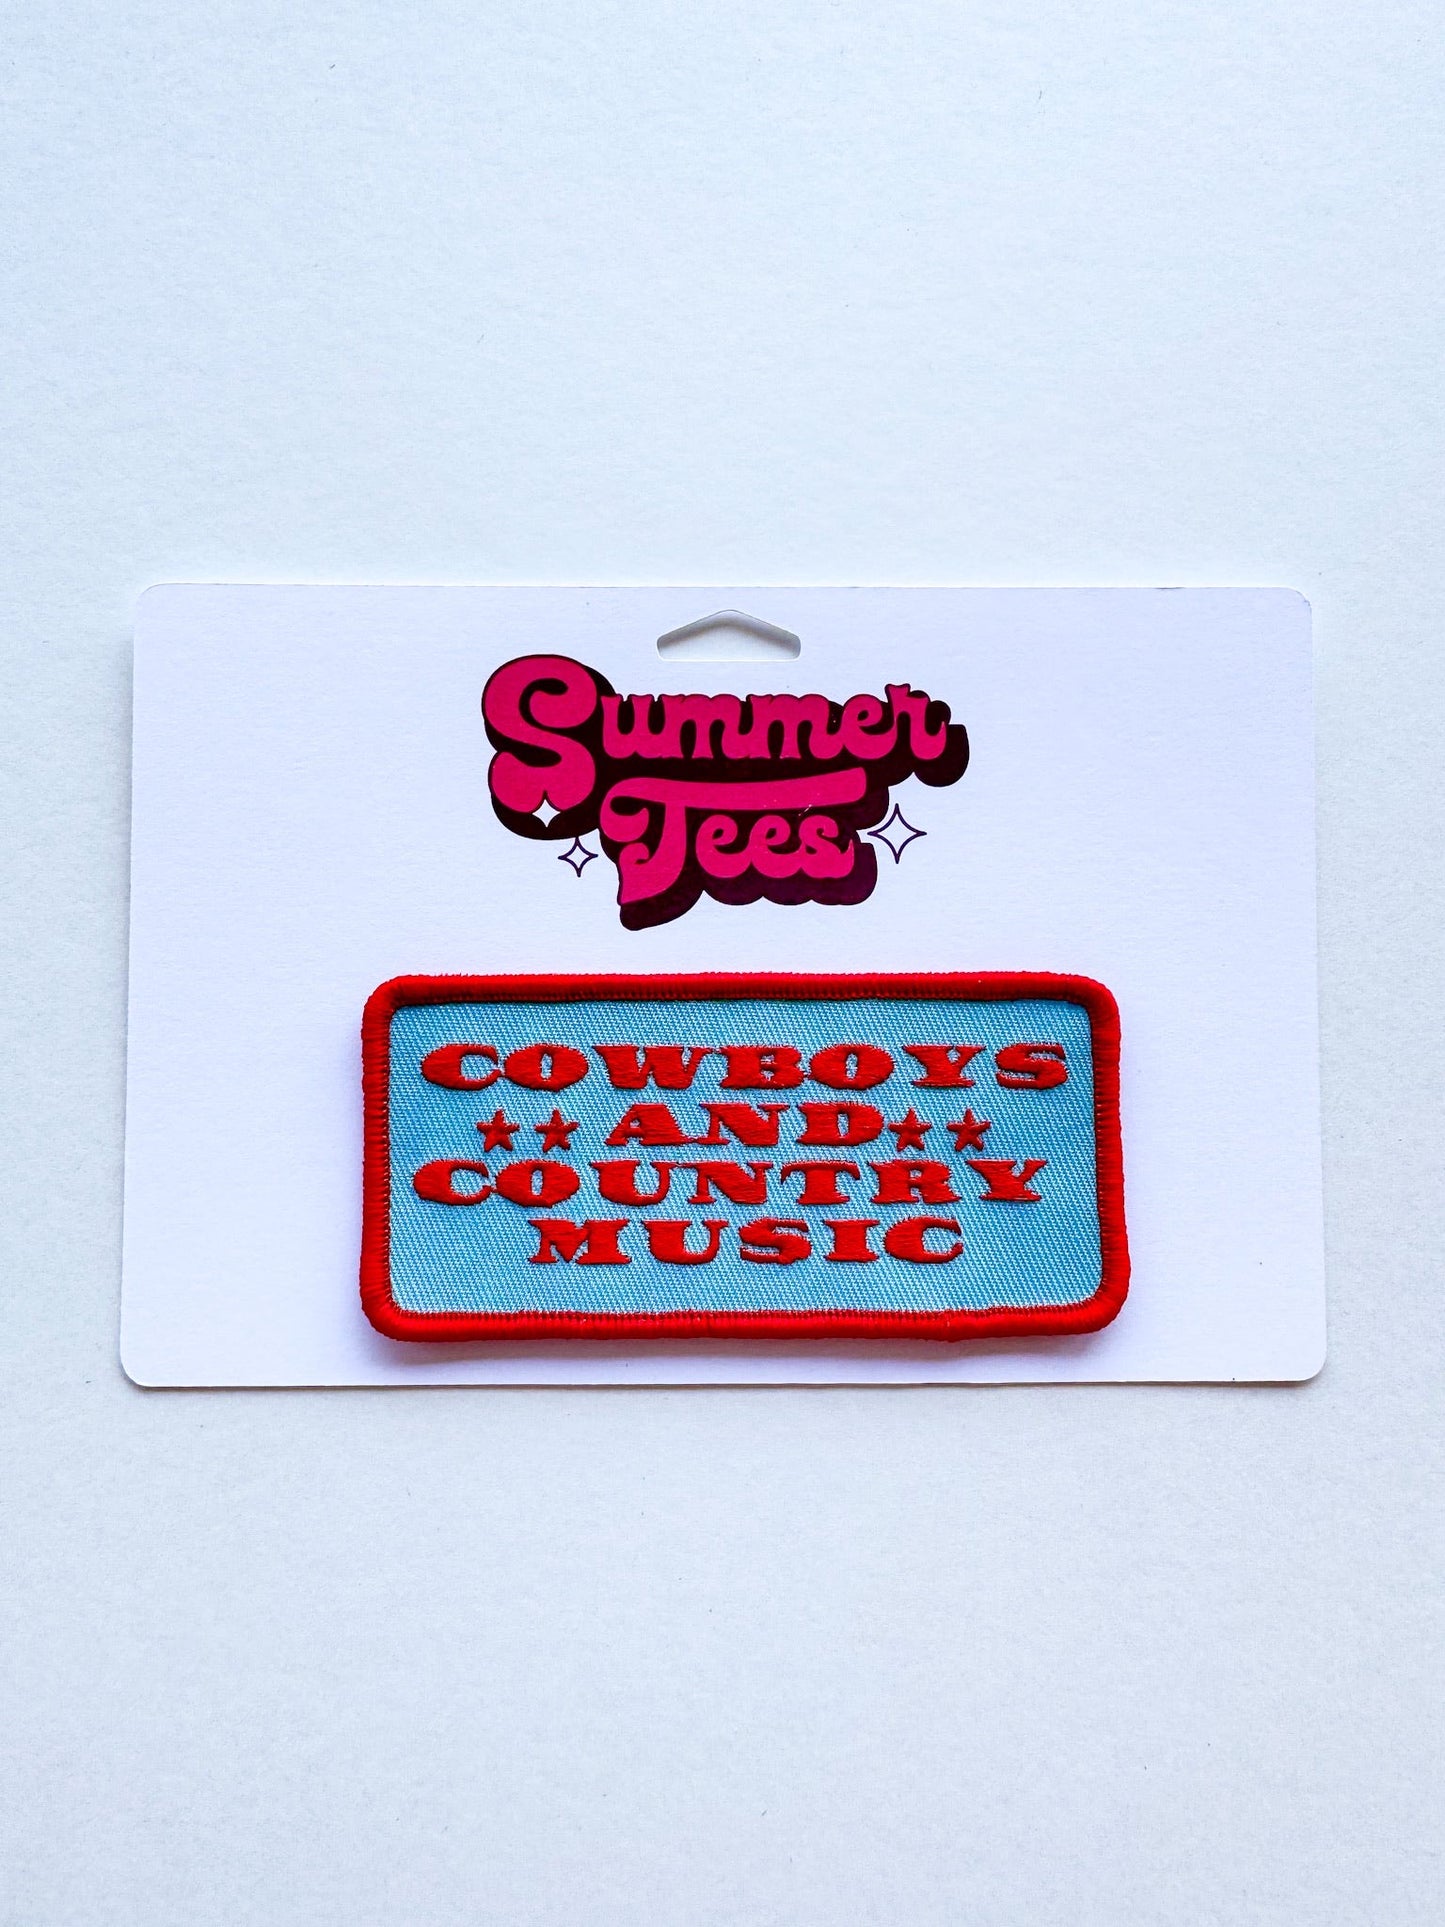 Summer
Tees
COWBOYS
★★ AND ★★
COUNTRY
MUSIC